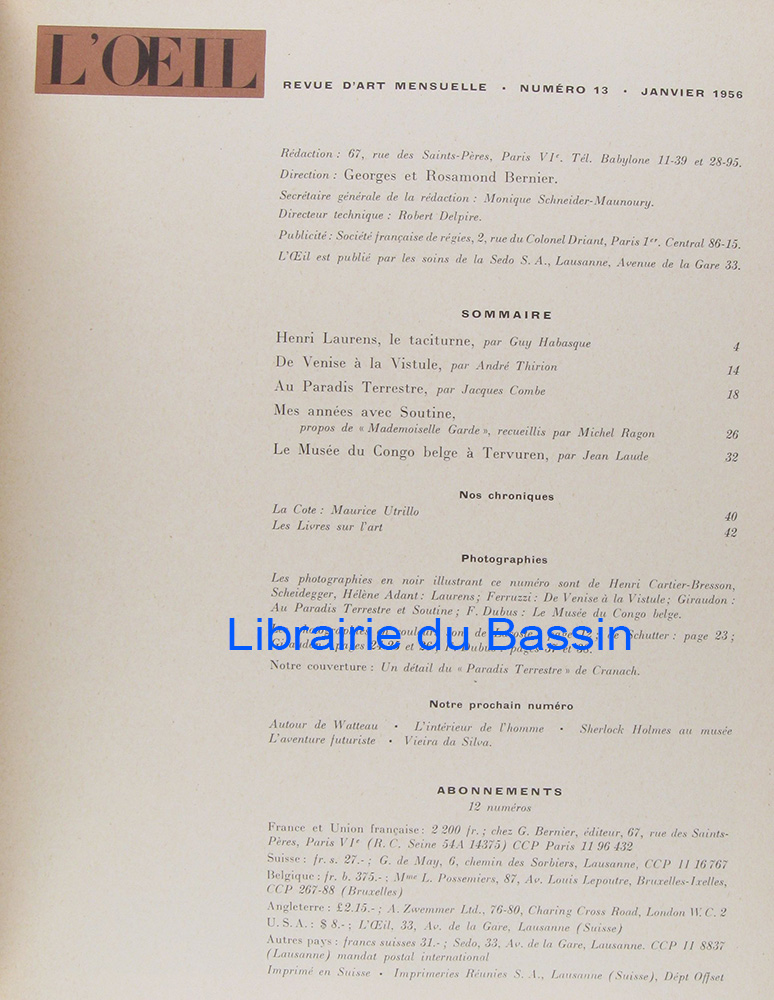 L'ŒIL
REVUE D'ART MENSUELLE • NUMÉRO 13 • JANVIER 1956
Rédaction : 67, rue des Saints-Pères, Paris VIe. Tél. Babylone 11-39 et 28-95.
Direction : Georges et Rosamond Bernier.
Secrétaire générale de la rédaction : Monique Schneider-Maunoury.
Directeur technique : Robert Delpire.
Publicité : Société française de régies, 2, rue du Colonel Driant, Paris 1er. Central 86-15.
L'Œil est publié par les soins de la Sedo S. A., Lausanne, Avenue de la Gare 33.
SOMMAIRE
Henri Laurens, le taciturne, par Guy Habasque 4
De Venise à la Vistule, par André Thirion 14
Au Paradis Terrestre, par Jacques Combe 18
Mes années avec Soutine,
propos de « Mademoiselle Garde », recueillis par Michel Ragon 26
Le Musée du Congo belge à Tervuren, par Jean Laude 32
Nos chroniques
La Cote : Maurice Utrillo 40
Les Livres sur l'art 42
Photographies
Les photographies en noir illustrant ce numéro sont de Henri Cartier-Bresson,
Scheidegger, Hélène Adant : Laurens ; Ferruzzi : De Venise à la Vistule ; Giraudon :
Au Paradis Terrestre et Soutine ; F. Dubus : Le Musée du Congo belge.
Schutter : page 23 ;
Librairie du Bassin
Notre couverture : Un détail du « Paradis Terrestre » de Cranach.
Notre prochain numéro
Autour de Watteau • L'intérieur de l'homme • Sherlock Holmes au musée
L'aventure futuriste • Vieira da Silva.
ABONNEMENTS
12 numéros
France et Union française : 2 200 fr. ; chez G. Bernier, éditeur, 67, rue des Saints-
Pères, Paris VIe (R. C. Seine 54A 14375) CCP Paris 11 96 432
Suisse : fr. s. 27.- ; G. de May, 6, chemin des Sorbiers, Lausanne, CCP II 16 767
Belgique : fr. b. 375.- ; Mme L. Possemiers, 87, Av. Louis Lepoutre, Bruxelles-Ixelles,
CCP 267-88 (Bruxelles)
Angleterre : £2.15.- ; A. Zwemmer Ltd., 76-80, Charing Cross Road, London W. C. 2
U. S. A. : $ 8.- ; L'Œil, 33, Av. de la Gare, Lausanne (Suisse)
Autres pays : francs suisses 31.- ; Sedo, 33, Av. de la Gare, Lausanne. CCP II 8837
(Lausanne) mandat postal international
Imprimé en Suisse • Imprimeries Réunies S. A., Lausanne (Suisse), Dépt Offset